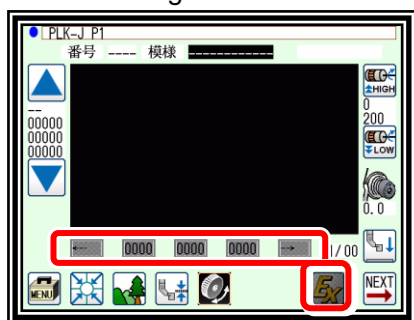 PLK-J P1
番号 ---- 模様 ------------
HIGH
--
0
00000
200
00000
00000
LOW
0.0
←-- 0000 0000 0000 --→ 1/00
MENU
Ex
NEXT